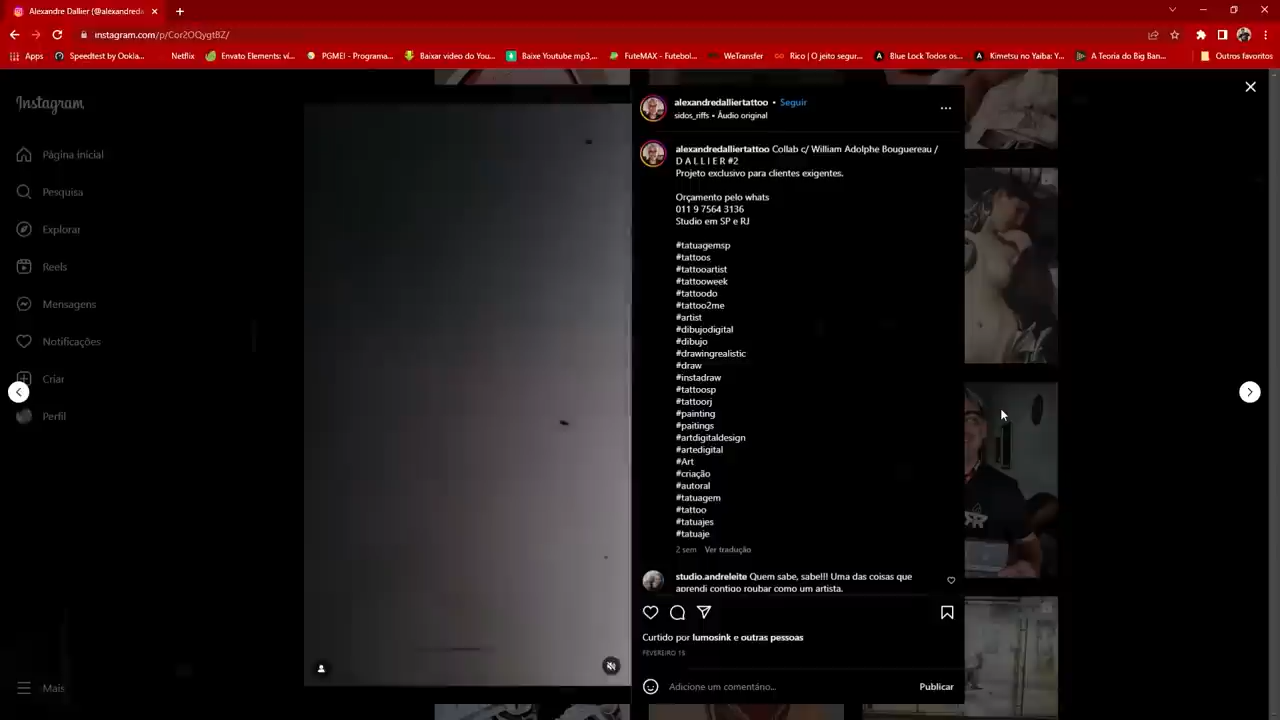 Alexandre Dallier (@alexandreda
instagram.com/p/Cor2OQygtBZ/
Apps
Speedtest by Ookla...
Netflix
Envato Elements: ví...
PGMEI - Programa...
Baixar video do You...
Baixe Youtube mp3,...
FuteMAX - Futebol...
WeTransfer
Rico | O jeito segur...
Blue Lock Todos os...
Kimetsu no Yaiba: Y...
A Teoria do Big Ban...
Outros favoritos
Instagram
Página inicial
Pesquisa
Explorar
Reels
Mensagens
Notificações
Criar
Perfil
Mais
alexandredalliertattoo • Seguir
sidos_riffs • Áudio original
alexandredalliertattoo Collab c/ William Adolphe Bouguereau /
D A L L I E R #2
Projeto exclusivo para clientes exigentes.
Orçamento pelo whats
011 9 7564 3136
Studio em SP e RJ
#tatuagemsp
#tattoos
#tattooartist
#tattooweek
#tattoodo
#tattoo2me
#artist
#dibujodigital
#dibujo
#drawingrealistic
#draw
#instadraw
#tattoosp
#tattoorj
#painting
#paitings
#artdigitaldesign
#artedigital
#Art
#criação
#autoral
#tatuagem
#tattoo
#tatuajes
#tatuaje
2 sem Ver tradução
studio.andreleite Quem sabe, sabe!!! Uma das coisas que
aprendi contigo roubar como um artista.
Curtido por lumosink e outras pessoas
FEVEREIRO 15
Adicione um comentário...
Publicar